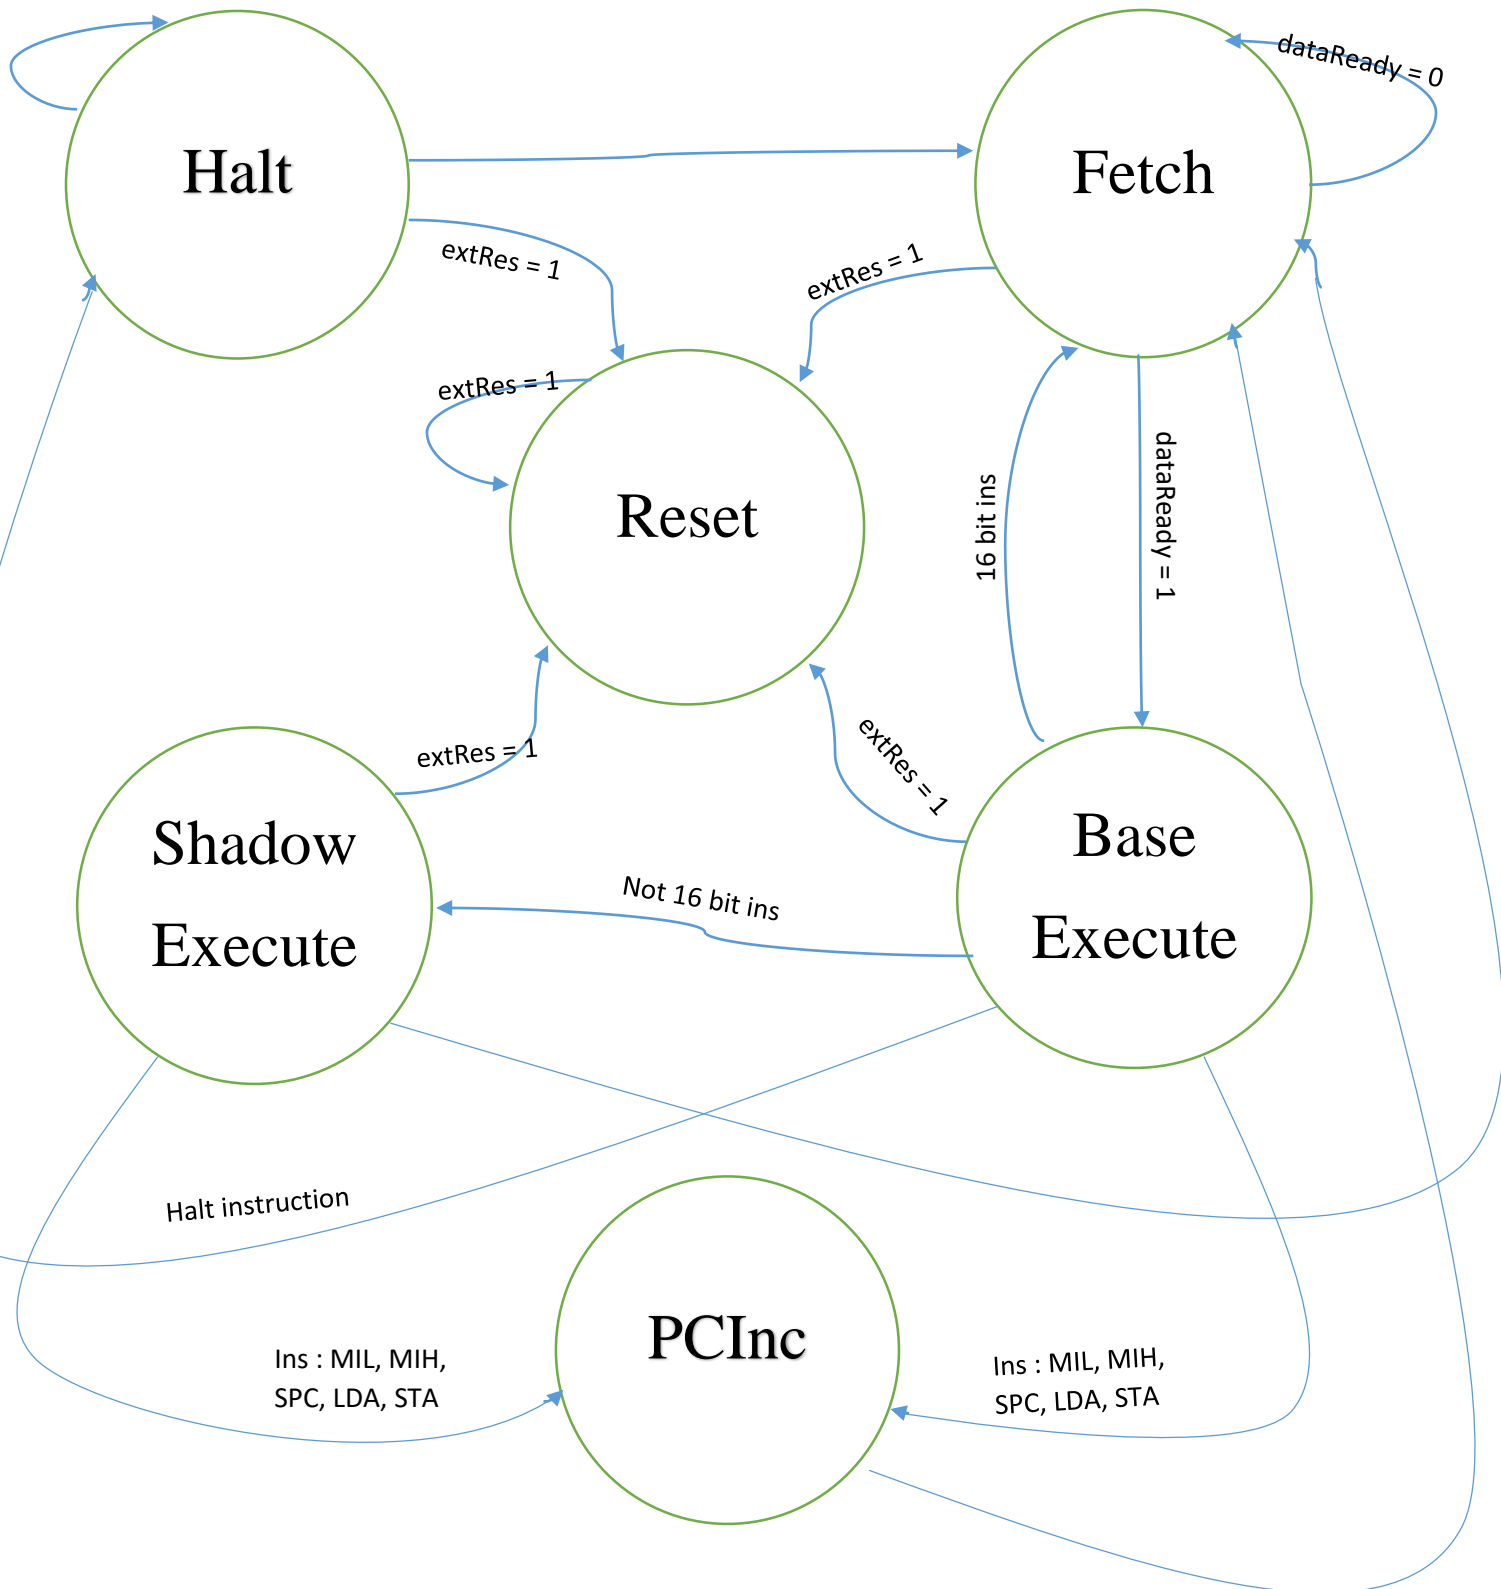 dataReady = 0
Halt
Fetch
extRes = 1
extRes = 1
extRes = 1
Reset
16 bit ins
dataReady = 1
extRes = 1
extRes = 1
Shadow
Execute
Base
Execute
Not 16 bit ins
Halt instruction
PCInc
Ins : MIL, MIH,
SPC, LDA, STA
Ins : MIL, MIH,
SPC, LDA, STA